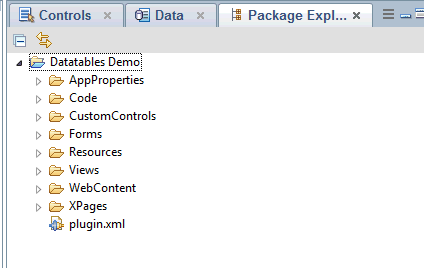 Controls Data Package Expl...
Datatables Demo
AppProperties
Code
CustomControls
Forms
Resources
Views
WebContent
XPages
plugin.xml